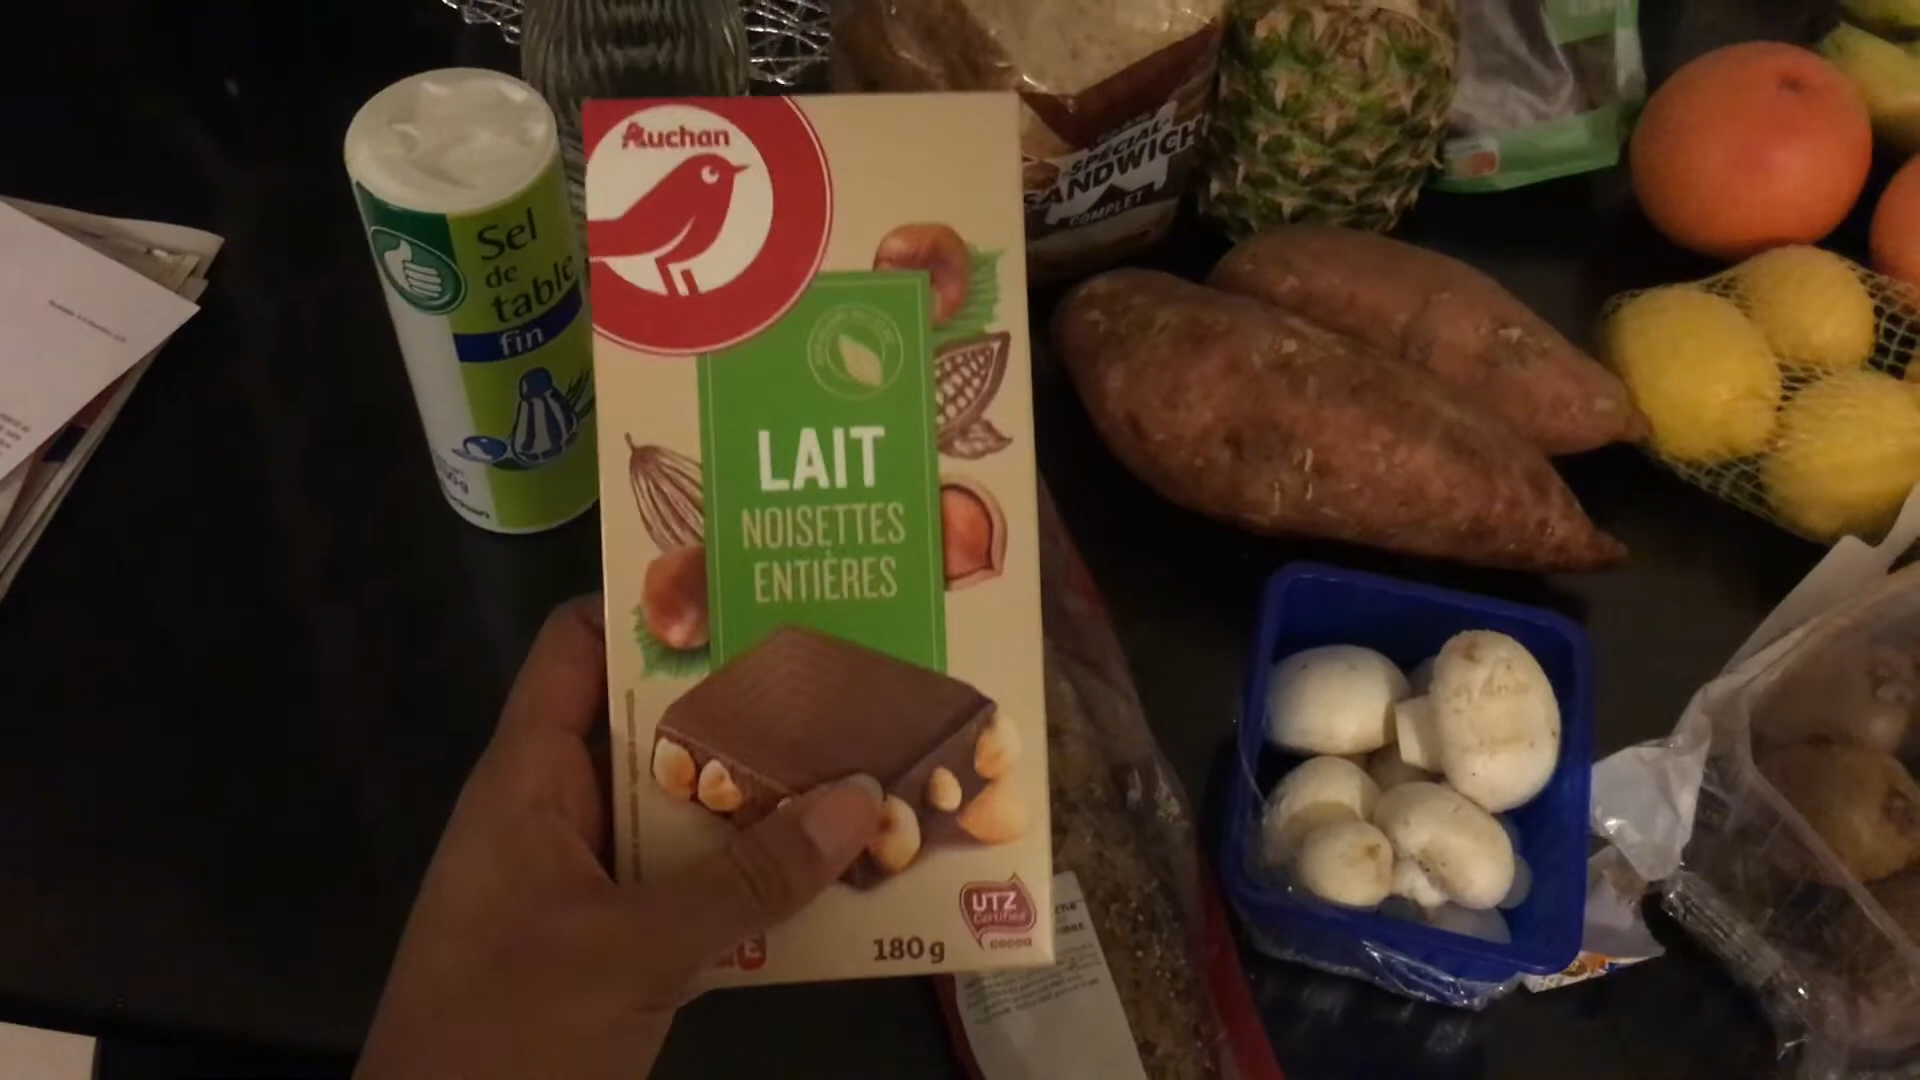 Auchan
LAIT
NOISETTES
ENTIÈRES
180g
UTZ
Certified
cocoa
Sel
de
table
fin
SPÉCIAL
SANDWICH
COMPLET